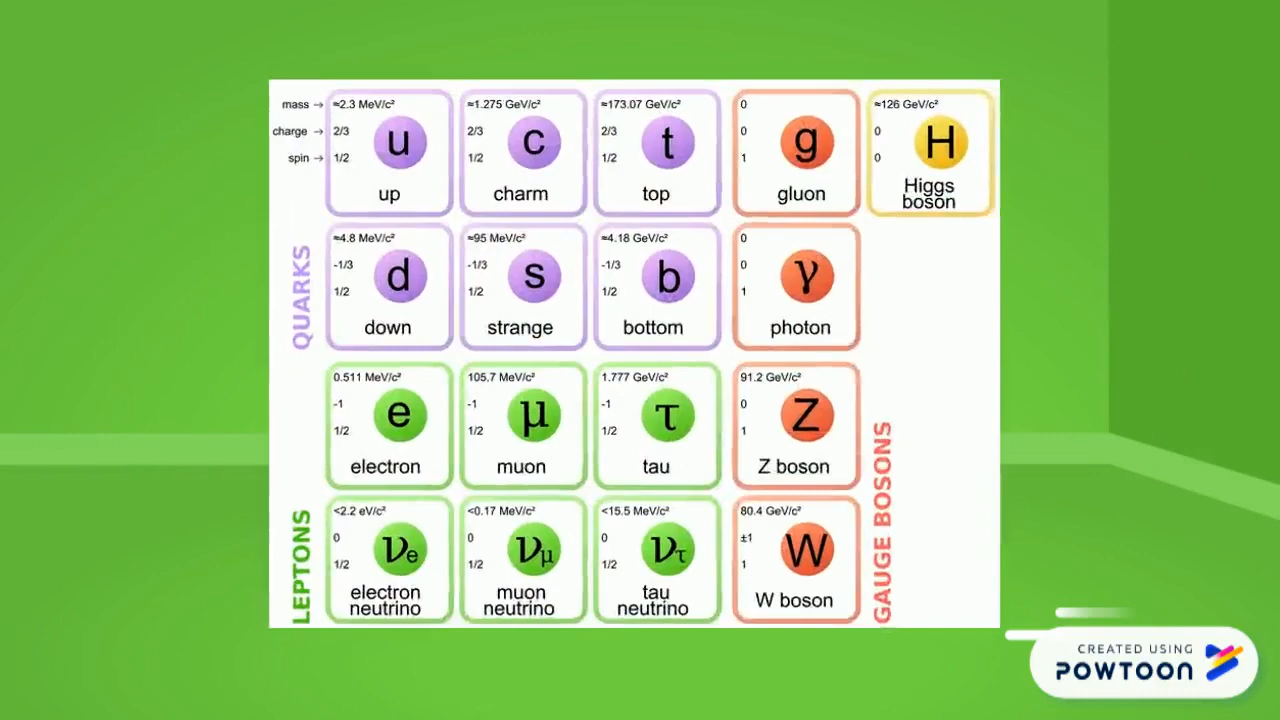 mass → ≈2.3 MeV/c²
charge → 2/3
spin → 1/2
u
up
≈1.275 GeV/c²
2/3
1/2
c
charm
≈173.07 GeV/c²
2/3
1/2
t
top
0
0
1
g
gluon
≈126 GeV/c²
0
0
H
Higgs
boson
QUARKS
≈4.8 MeV/c²
-1/3
1/2
d
down
≈95 MeV/c²
-1/3
1/2
s
strange
≈4.18 GeV/c²
-1/3
1/2
b
bottom
0
0
1
γ
photon
0.511 MeV/c²
-1
1/2
e
electron
105.7 MeV/c²
-1
1/2
μ
muon
1.777 GeV/c²
-1
1/2
τ
tau
91.2 GeV/c²
0
1
Z
Z boson
GAUGE BOSONS
LEPTONS
<2.2 eV/c²
0
1/2
νe
electron
neutrino
<0.17 MeV/c²
0
1/2
νμ
muon
neutrino
<15.5 MeV/c²
0
1/2
ντ
tau
neutrino
80.4 GeV/c²
±1
1
W
W boson
CREATED USING
POWTOON